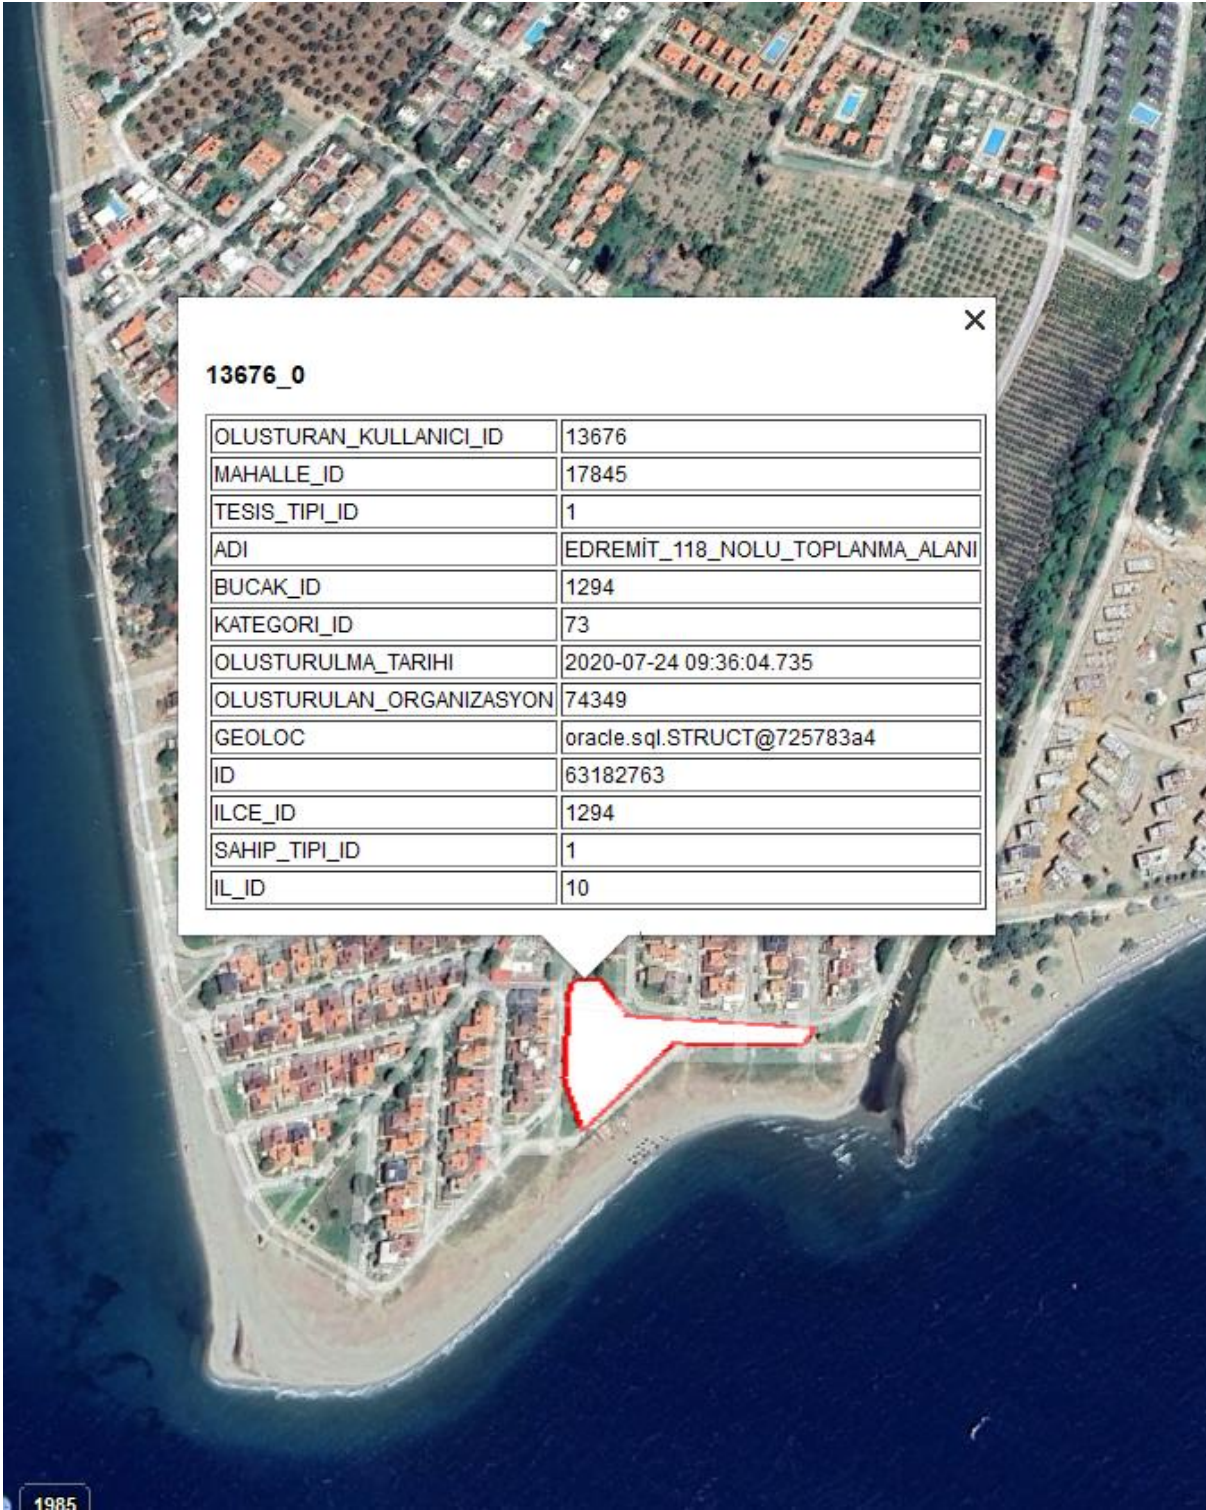 13676_0
OLUSTURAN_KULLANICI_ID 13676
MAHALLE_ID 17845
TESIS_TIPI_ID 1
ADI EDREMİT_118_NOLU_TOPLANMA_ALANI
BUCAK_ID 1294
KATEGORI_ID 73
OLUSTURULMA_TARIHI 2020-07-24 09:36:04.735
OLUSTURULAN_ORGANIZASYON 74349
GEOLOC oracle.sql.STRUCT@725783a4
ID 63182763
ILCE_ID 1294
SAHIP_TIPI_ID 1
IL_ID 10
1985